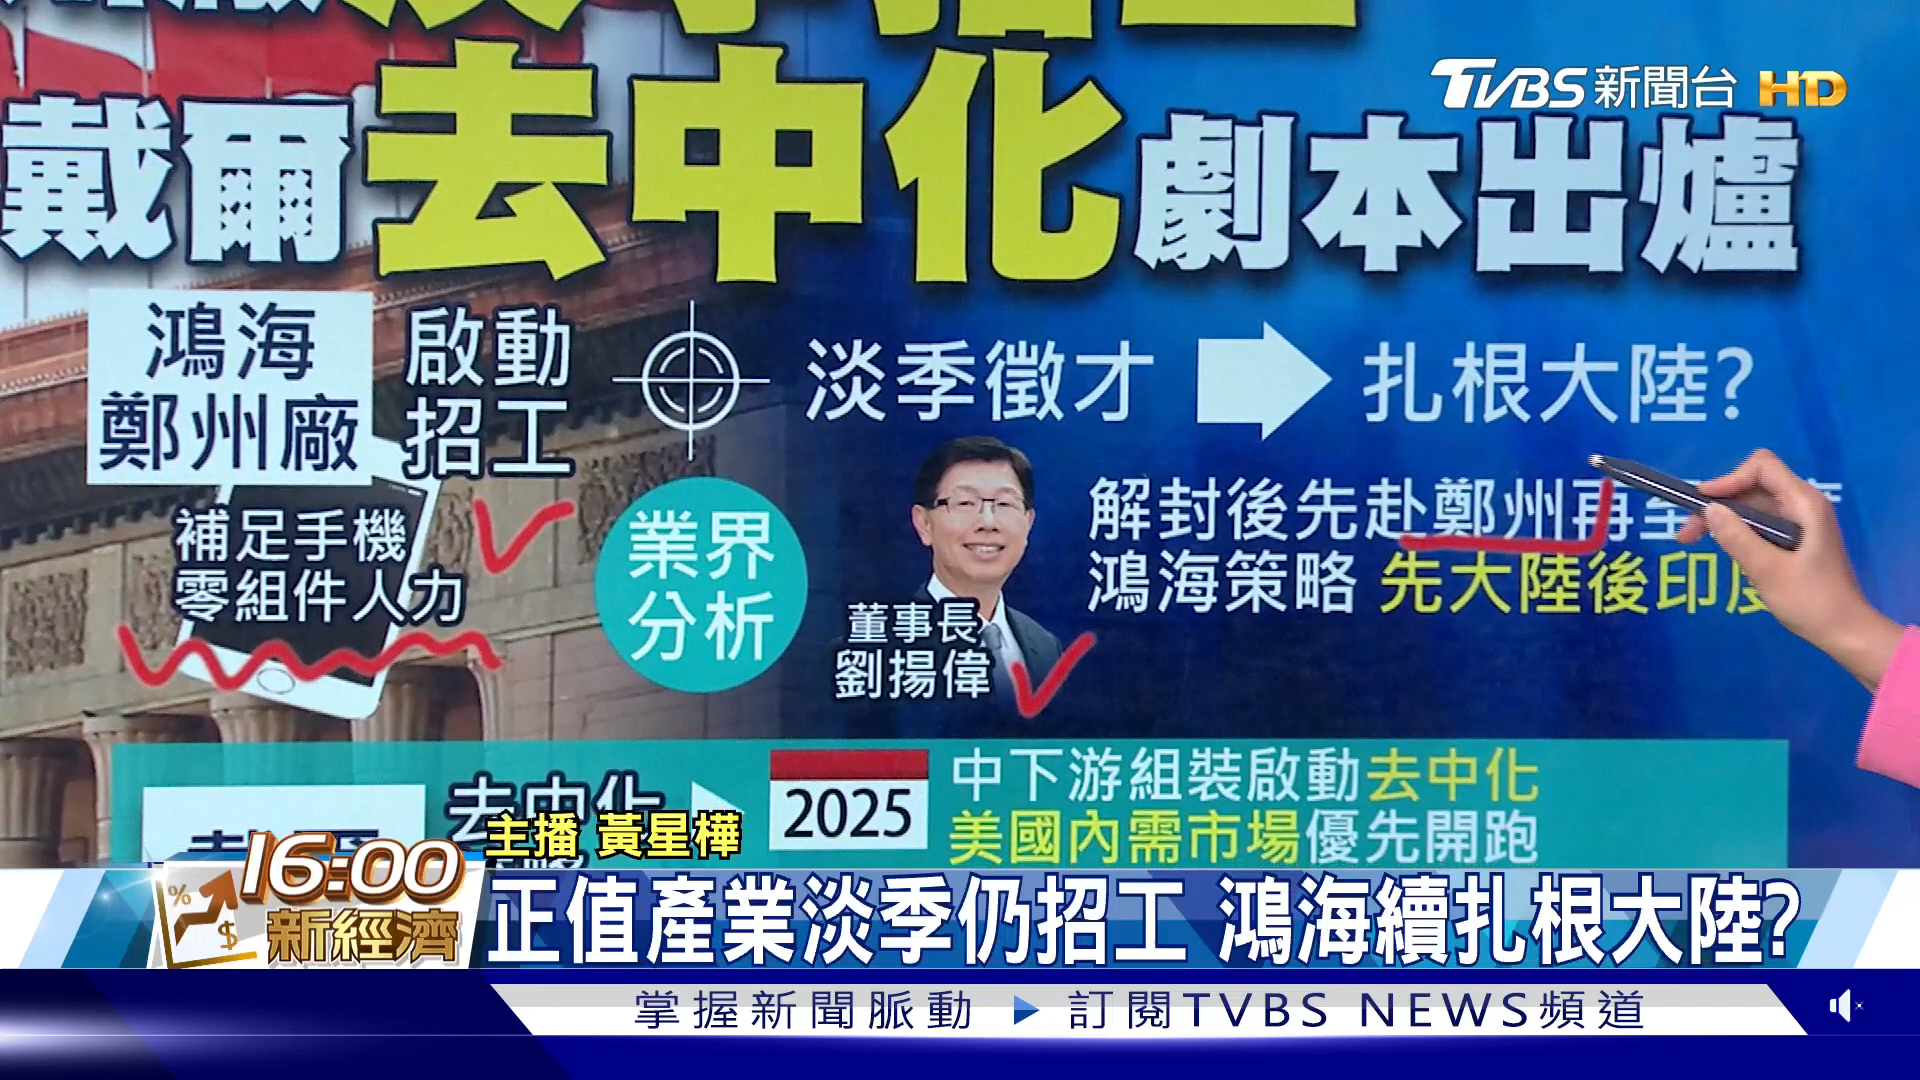 TVBS新聞台 HD
戴爾去中化劇本出爐
鴻海
鄭州廠
啟動
招工
淡季徵才
扎根大陸?
補足手機
零組件人力
業界
分析
董事長
劉揚偉
解封後先赴鄭州再至
鴻海策略 先大陸後印度
去中化
2025
中下游組裝啟動去中化
美國內需市場優先開跑
主播 黃星樺
16:00
新經濟
% $
正值產業淡季仍招工 鴻海續扎根大陸?
掌握新聞脈動 ▶ 訂閱TVBS NEWS頻道